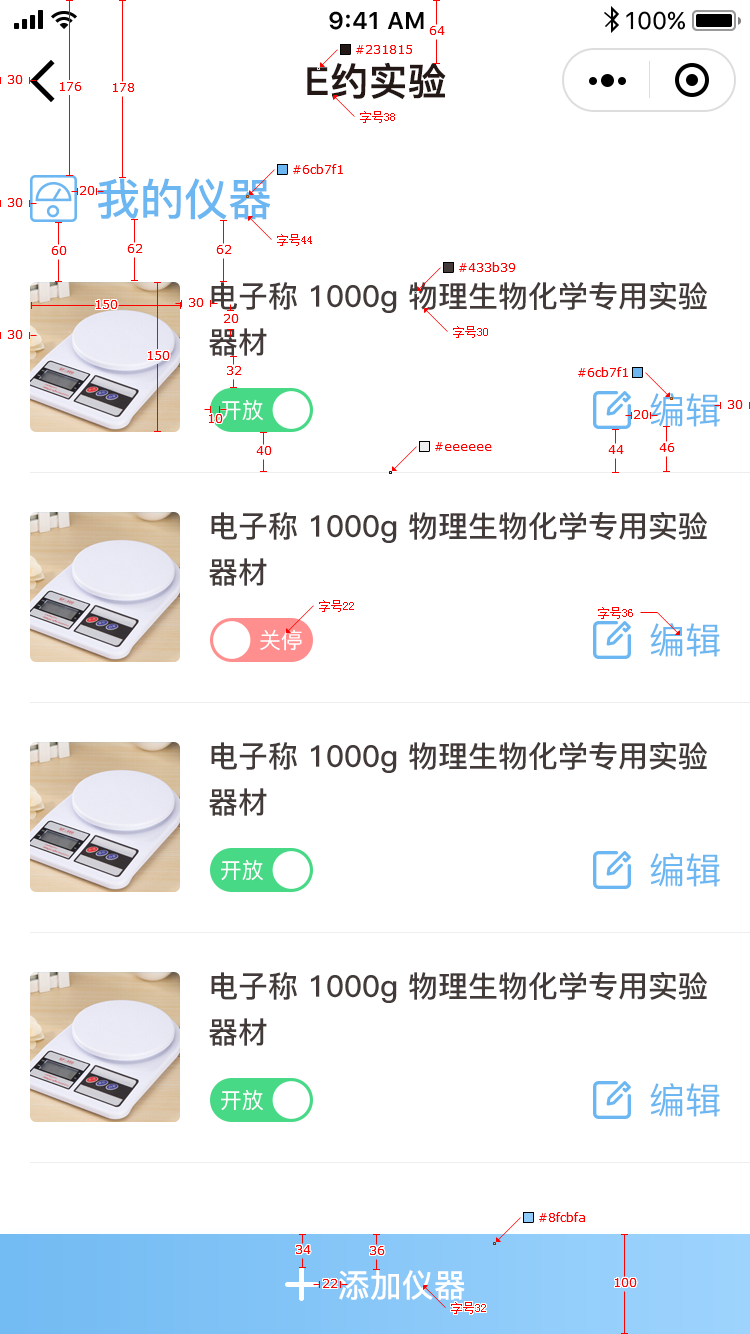 9:41 AM
100%
64
#231815
30
176
178
E约实验
字号38
#6cb7f1
30
20
我的仪器
字号44
60
62
62
#433b39
150
30
电子称 1000g 物理生物化学专用实验
20
字号30
30
150
器材
32
#6cb7f1
10
开放
20
编辑
30
40
#eeeeee
44
46
电子称 1000g 物理生物化学专用实验
器材
字号22
字号36
关停
编辑
电子称 1000g 物理生物化学专用实验
器材
开放
编辑
电子称 1000g 物理生物化学专用实验
器材
开放
编辑
#8fcbfa
34
36
22
添加仪器
100
字号32